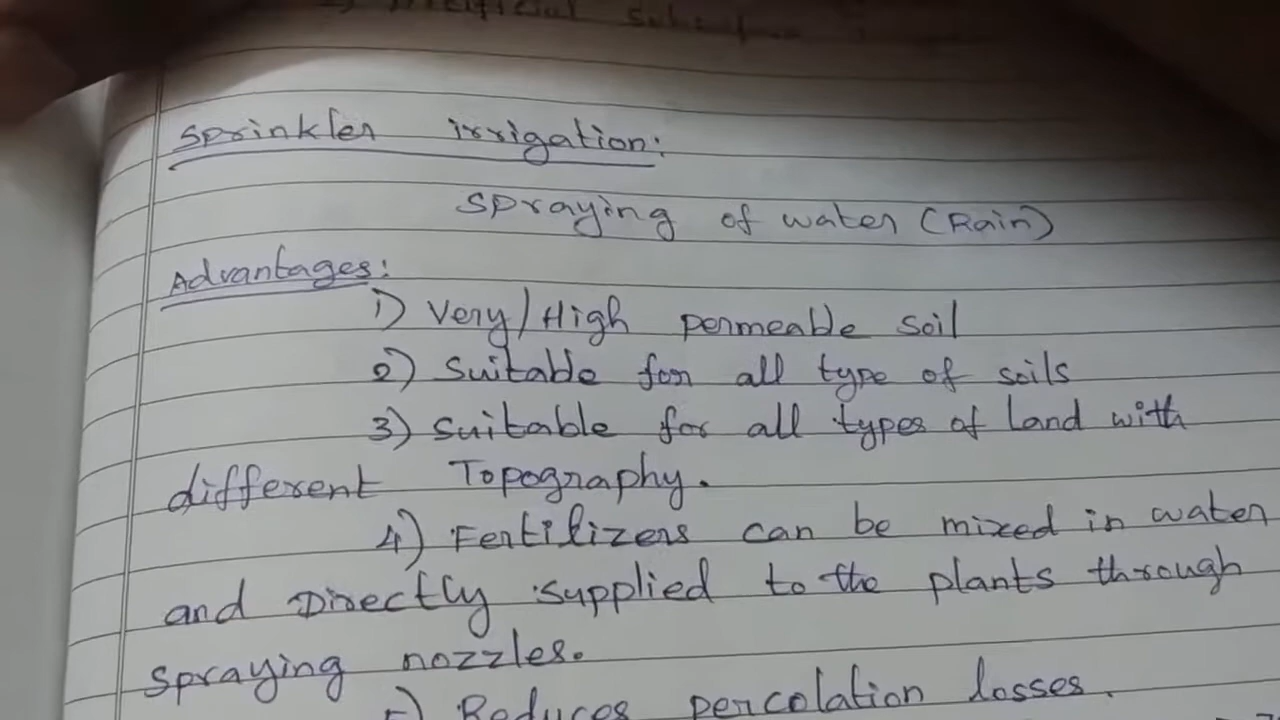 Sprinkler irrigation:
Spraying of water (Rain)
Advantages:
1) Very/High permeable soil
2) Suitable for all type of soils
3) Suitable for all types of land with
different Topography.
4) Fertilizers can be mixed in water
and Directly supplied to the plants through
spraying nozzles.
5) Reduces percolation losses.